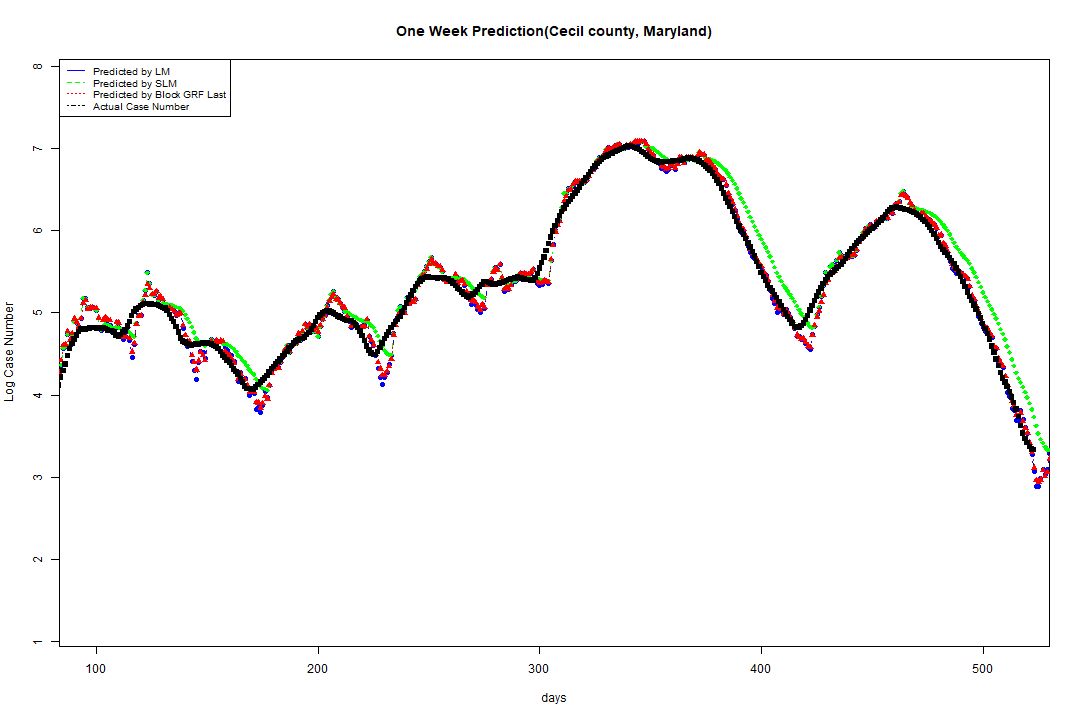 One Week Prediction(Cecil county, Maryland)
Predicted by LM
Predicted by SLM
Predicted by Block GRF Last
Actual Case Number
8
7
6
5
4
3
2
1
Log Case Number
100 200 300 400 500
days